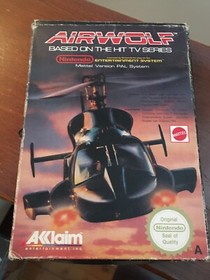 AIRWOLF
BASED ON THE HIT TV SERIES
Nintendo ENTERTAINMENT SYSTEM
Mattel Version PAL System
MATTEL
AKlaim
entertainment inc.
Original
Nintendo
Seal of
Quality
A